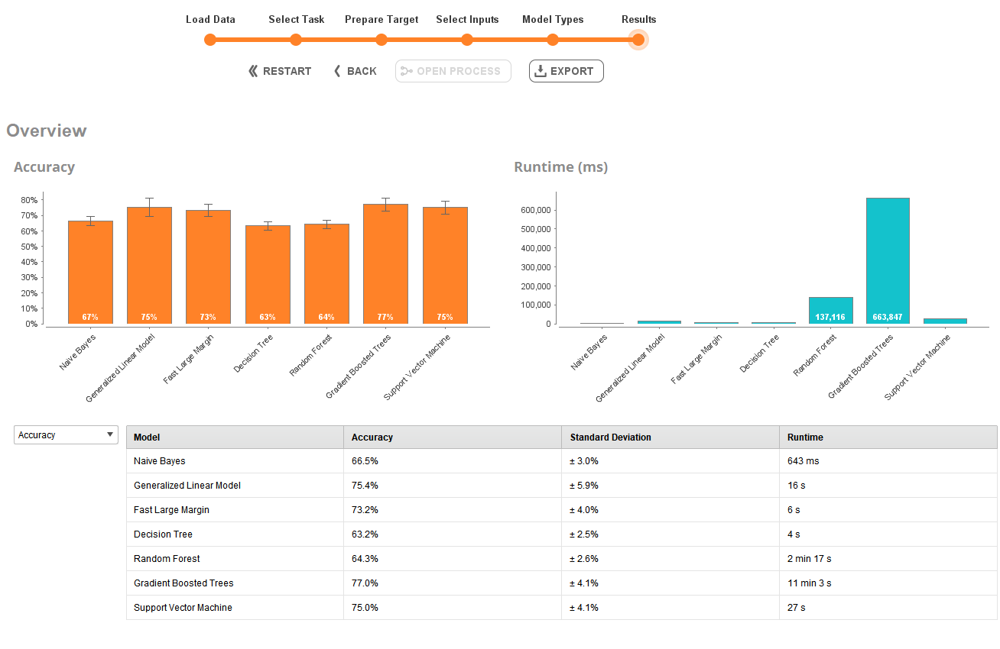 Load Data Select Task Prepare Target Select Inputs Model Types Results
RESTART BACK OPEN PROCESS EXPORT
Overview
Accuracy
80%
70%
60%
50%
40%
30%
20%
10%
0%
67% 75% 73% 63% 64% 77% 75%
Naive Bayes
Generalized Linear Model
Fast Large Margin
Decision Tree
Random Forest
Gradient Boosted Trees
Support Vector Machine
Runtime (ms)
600,000
500,000
400,000
300,000
200,000
100,000
0
137,116 663,847
Naive Bayes
Generalized Linear Model
Fast Large Margin
Decision Tree
Random Forest
Gradient Boosted Trees
Support Vector Machine
Accuracy
Model Accuracy Standard Deviation Runtime
Naive Bayes 66.5% ± 3.0% 643 ms
Generalized Linear Model 75.4% ± 5.9% 16 s
Fast Large Margin 73.2% ± 4.0% 6 s
Decision Tree 63.2% ± 2.5% 4 s
Random Forest 64.3% ± 2.6% 2 min 17 s
Gradient Boosted Trees 77.0% ± 4.1% 11 min 3 s
Support Vector Machine 75.0% ± 4.1% 27 s